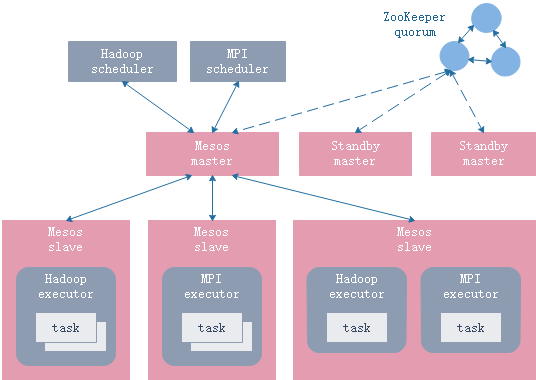 ZooKeeper
quorum
Hadoop
scheduler
MPI
scheduler
Mesos
master
Standby
master
Standby
master
Mesos
slave
Hadoop
executor
task
Mesos
slave
MPI
executor
task
Mesos
slave
Hadoop
executor
task
MPI
executor
task